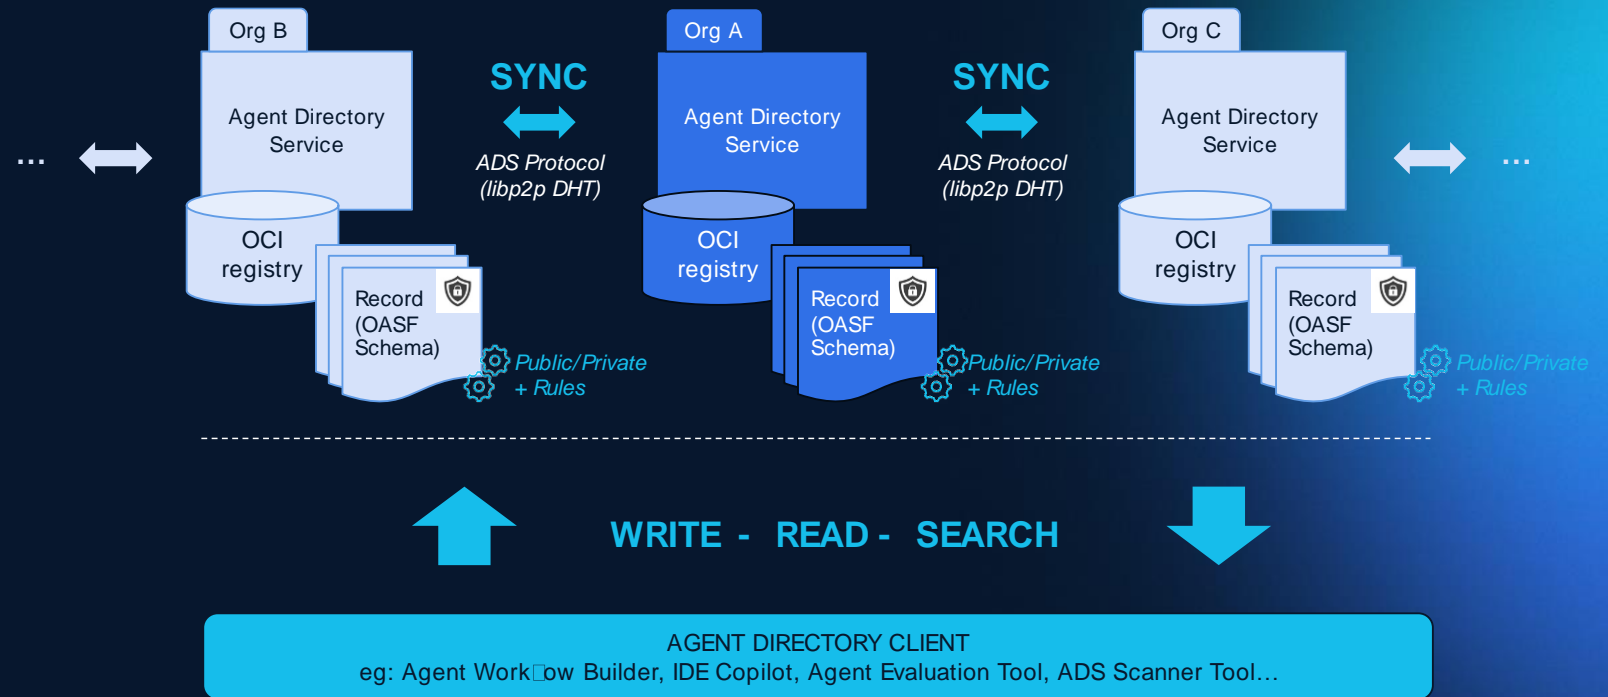 Org B
Org A
Org C
SYNC
SYNC
Agent Directory
Service
Agent Directory
Service
Agent Directory
Service
...
...
ADS Protocol
(libp2p DHT)
ADS Protocol
(libp2p DHT)
OCI
registry
OCI
registry
OCI
registry
Record
(OASF
Schema)
Record
(OASF
Schema)
Record
(OASF
Schema)
Public/Private
+ Rules
Public/Private
+ Rules
Public/Private
+ Rules
WRITE - READ - SEARCH
AGENT DIRECTORY CLIENT
eg: Agent Work□ow Builder, IDE Copilot, Agent Evaluation Tool, ADS Scanner Tool...